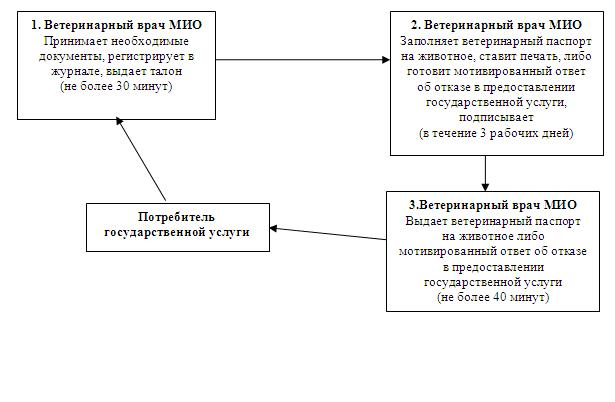 1. Ветеринарный врач МИО
Принимает необходимые
документы, регистрирует в
журнале, выдает талон
(не более 30 минут)
2. Ветеринарный врач МИО
Заполняет ветеринарный паспорт
на животное, ставит печать, либо
готовит мотивированный ответ
об отказе в предоставлении
государственной услуги,
подписывает
(в течение 3 рабочих дней)
3.Ветеринарный врач МИО
Выдает ветеринарный паспорт
на животное либо
мотивированный ответ об отказе
в предоставлении
государственной услуги
(не более 40 минут)
Потребитель
государственной услуги